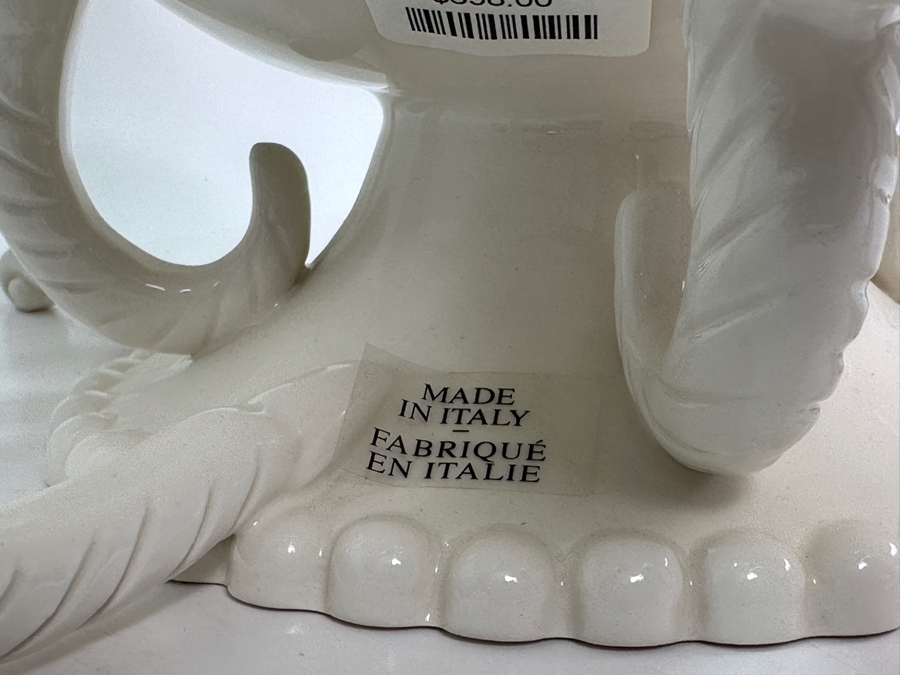 MADE
IN ITALY
—
FABRIQUÉ
EN ITALIE